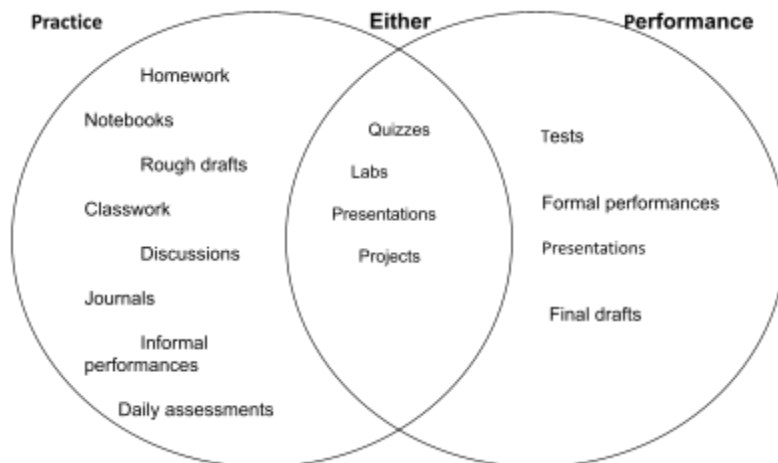 Practice
Either
Performance
Homework
Notebooks
Rough drafts
Classwork
Discussions
Journals
Informal
performances
Daily assessments
Quizzes
Labs
Presentations
Projects
Tests
Formal performances
Presentations
Final drafts